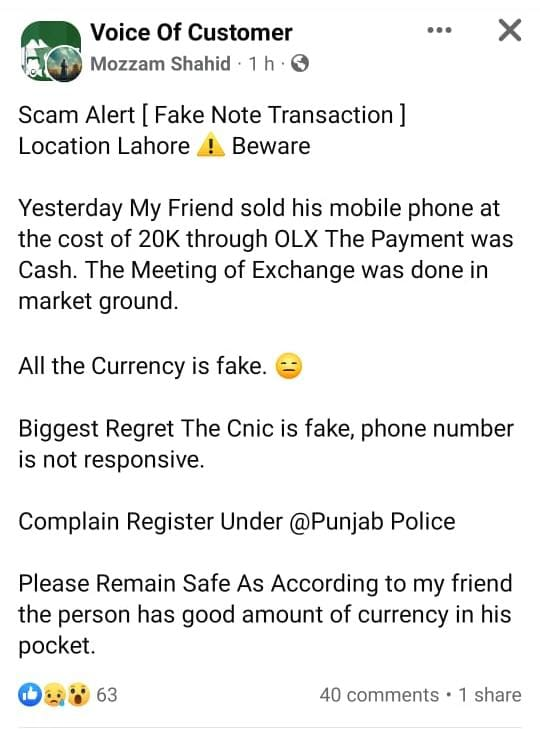 Voice Of Customer
Mozzam Shahid · 1 h ·
Scam Alert [ Fake Note Transaction ]
Location Lahore ⚠️ Beware
Yesterday My Friend sold his mobile phone at
the cost of 20K through OLX The Payment was
Cash. The Meeting of Exchange was done in
market ground.
All the Currency is fake. 😑
Biggest Regret The Cnic is fake, phone number
is not responsive.
Complain Register Under @Punjab Police
Please Remain Safe As According to my friend
the person has good amount of currency in his
pocket.
63
40 comments • 1 share